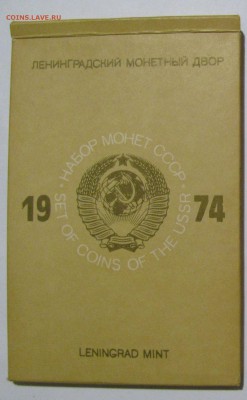 COINS.LAVE.RU
ЛЕНИНГРАДСКИЙ МОНЕТНЫЙ ДВОР
· НАБОР МОНЕТ СССР ·
19 74
SET OF COINS OF THE USSR
LENINGRAD MINT